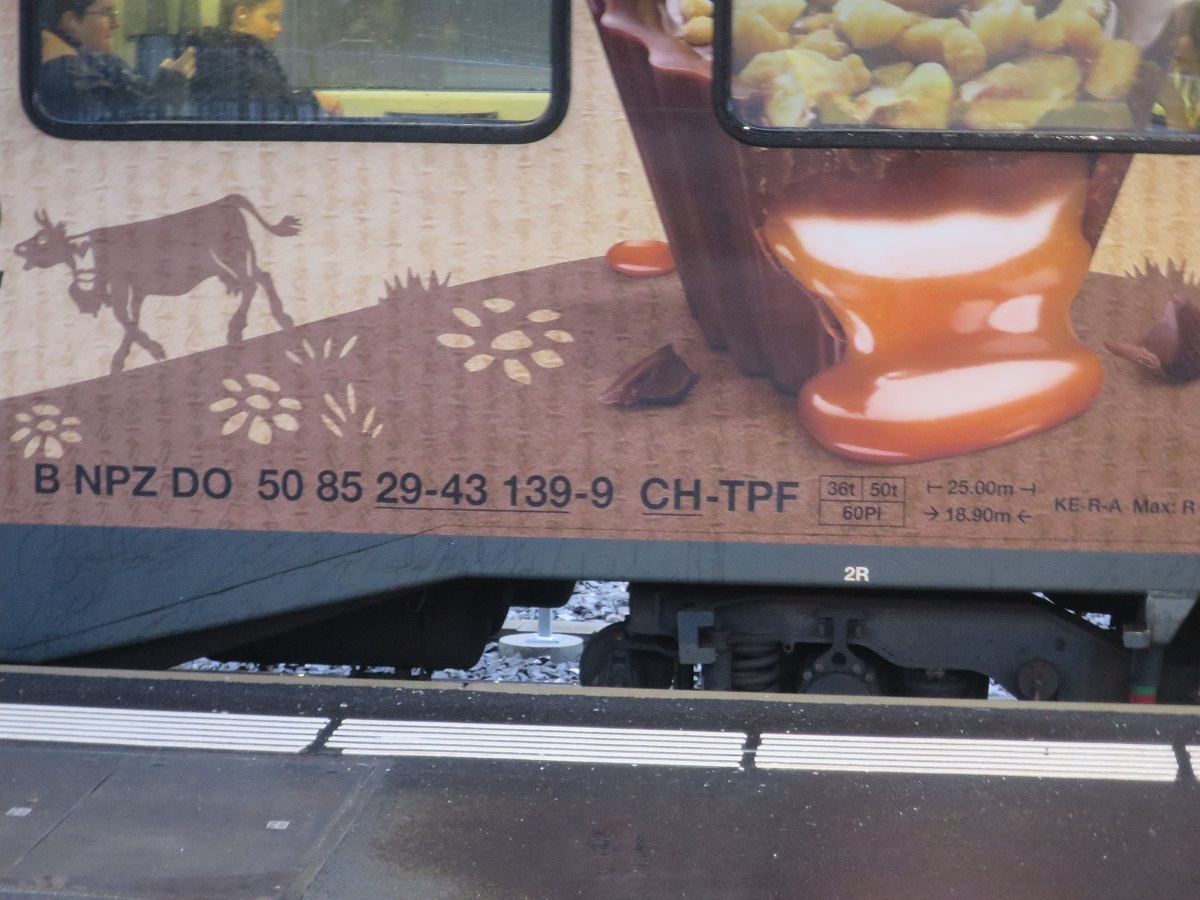 B NPZ DO 50 85 29-43 139-9 CH-TPF
36t 50t
60Pl
25.00m
18.90m
KE-R-A Max: R
2R